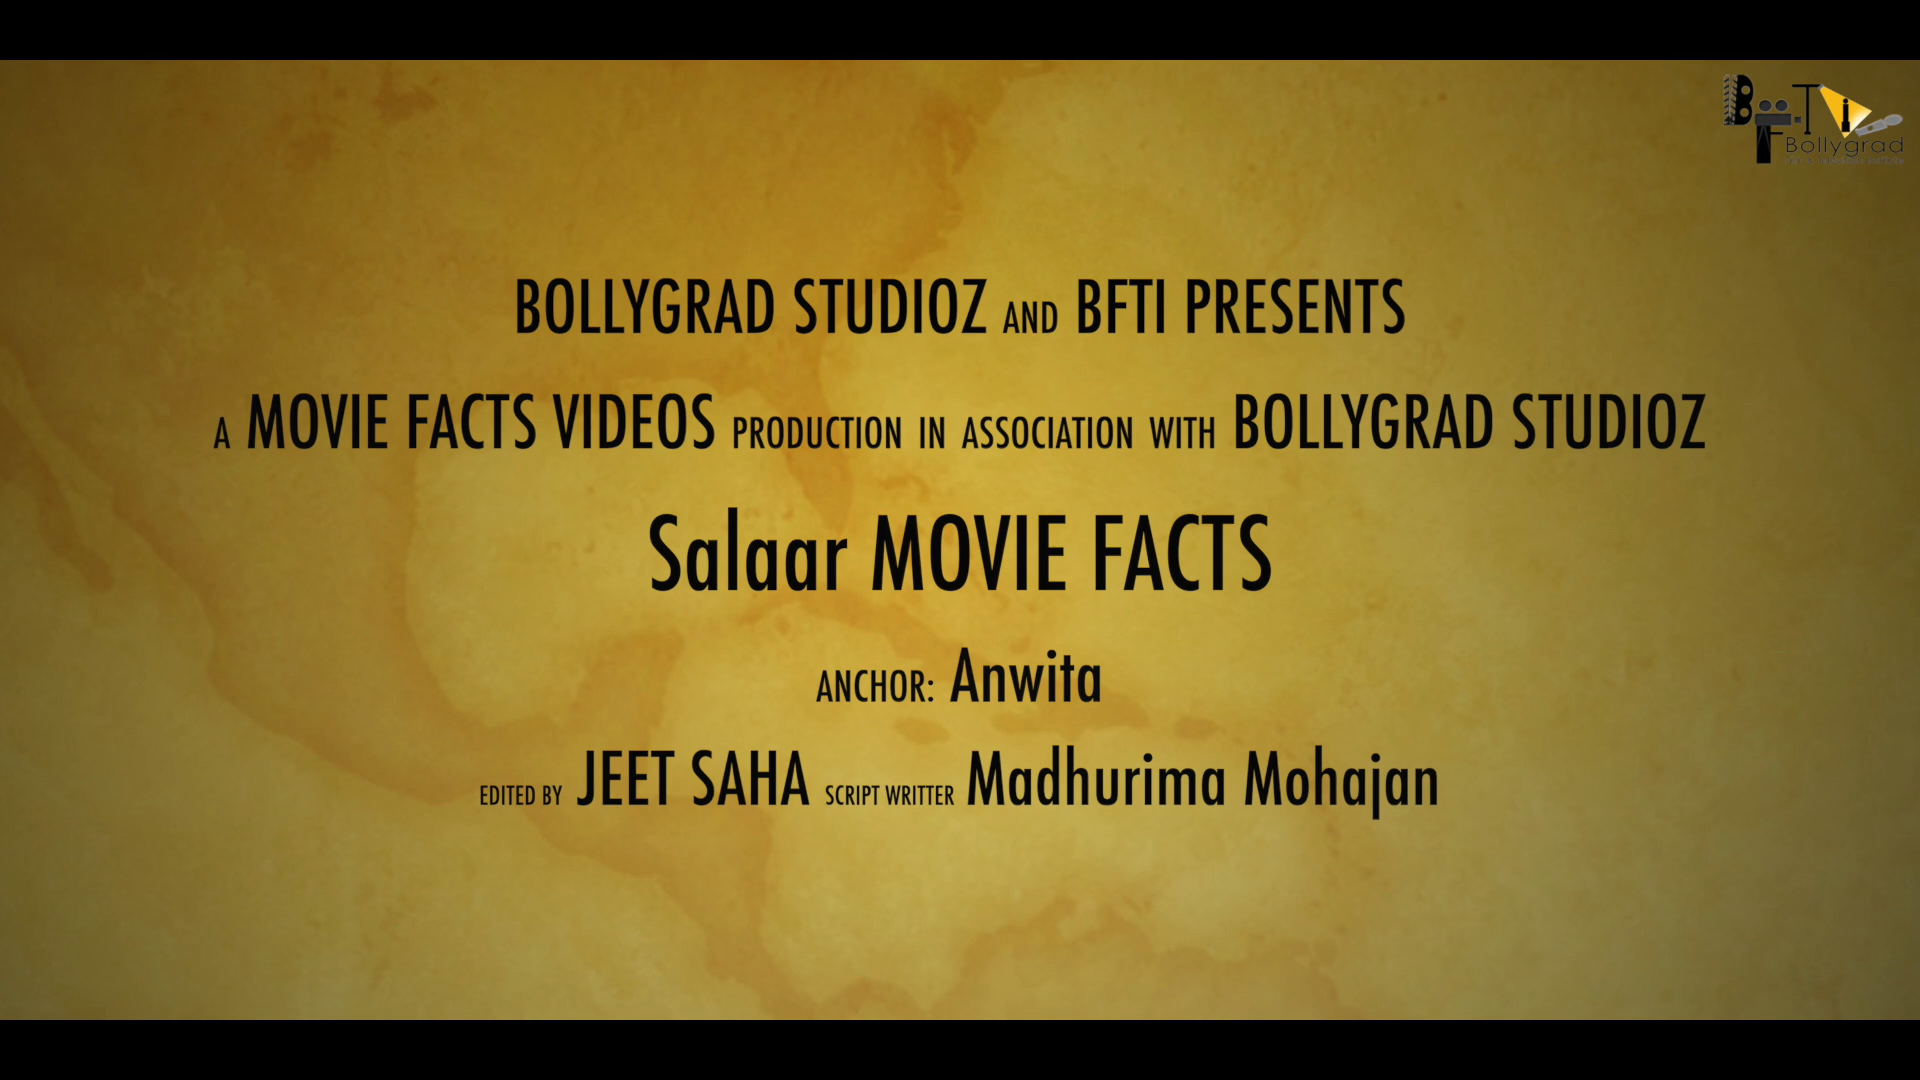 BFTi
Bollygrad
BOLLYGRAD STUDIOZ AND BFTI PRESENTS
A MOVIE FACTS VIDEOS PRODUCTION IN ASSOCIATION WITH BOLLYGRAD STUDIOZ
Salaar MOVIE FACTS
ANCHOR: Anwita
EDITED BY JEET SAHA SCRIPT WRITTER Madhurima Mohajan